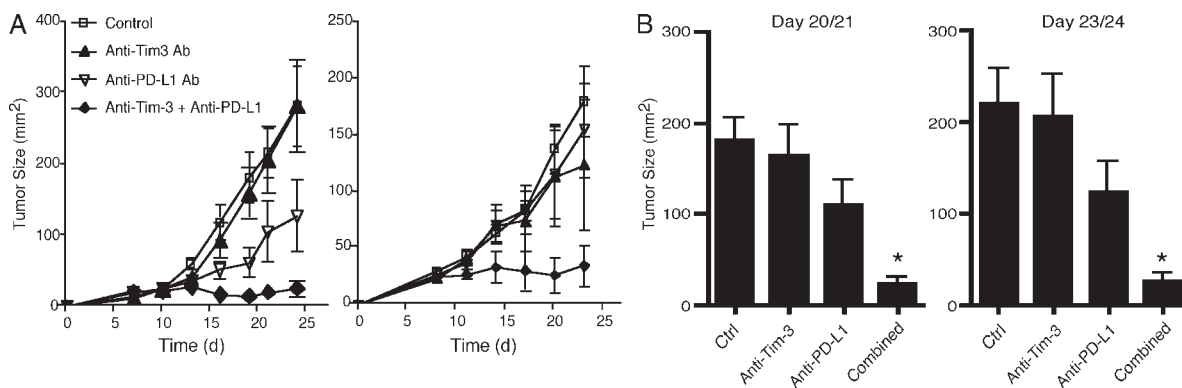 A
Control
Anti-Tim3 Ab
Anti-PD-L1 Ab
Anti-Tim-3 + Anti-PD-L1
Tumor Size (mm2)
400
300
200
100
0
0 5 10 15 20 25
Time (d)
250
200
150
100
50
0
0 5 10 15 20 25
Time (d)
B
Day 20/21
Tumor Size (mm2)
300
200
100
0
*
Ctrl
Anti-Tim-3
Anti-PD-L1
Combined
Day 23/24
300
200
100
0
*
Ctrl
Anti-Tim-3
Anti-PD-L1
Combined